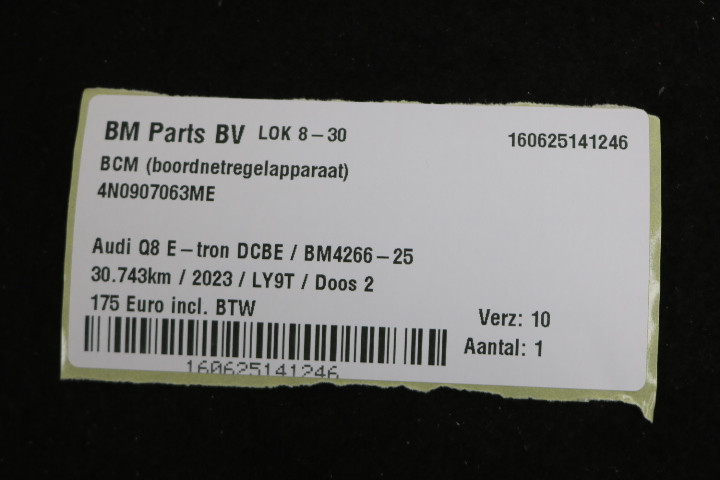 BM Parts BV LOK 8-30 160625141246
BCM (boordnetregelapparaat)
4N0907063ME
Audi Q8 E-tron DCBE / BM4266-25
30.743km / 2023 / LY9T / Doos 2
175 Euro incl. BTW
Verz: 10
Aantal: 1
160625141246